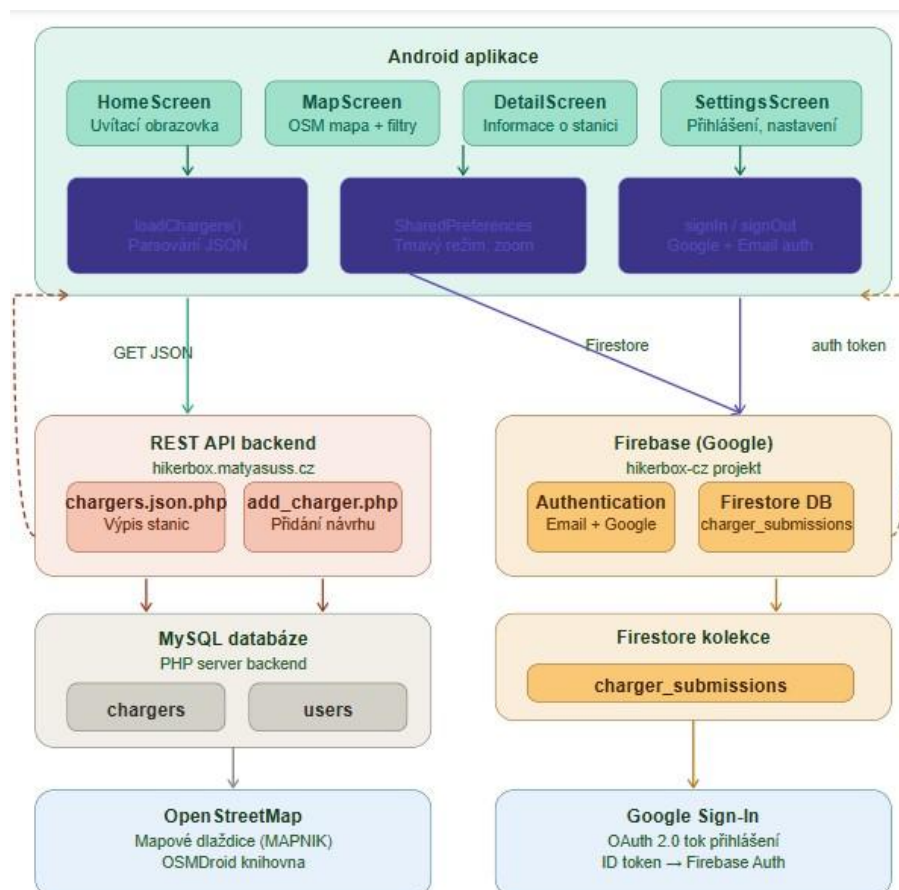 Android aplikace
HomeScreen
Uvítací obrazovka
MapScreen
OSM mapa + filtry
DetailScreen
Informace o stanici
SettingsScreen
Přihlášení, nastavení
loadChargers()
Parsování JSON
SharedPreferences
Tmavý režim, zoom
signIn / signOut
Google + Email auth
GET JSON
Firestore
auth token
REST API backend
hikerbox.matyasuss.cz
chargers.json.php
Výpis stanic
add_charger.php
Přidání návrhu
Firebase (Google)
hikerbox-cz projekt
Authentication
Email + Google
Firestore DB
charger_submissions
MySQL databáze
PHP server backend
chargers
users
Firestore kolekce
charger_submissions
OpenStreetMap
Mapové dlaždice (MAPNIK)
OSMDroid knihovna
Google Sign-In
OAuth 2.0 tok přihlášení
ID token → Firebase Auth